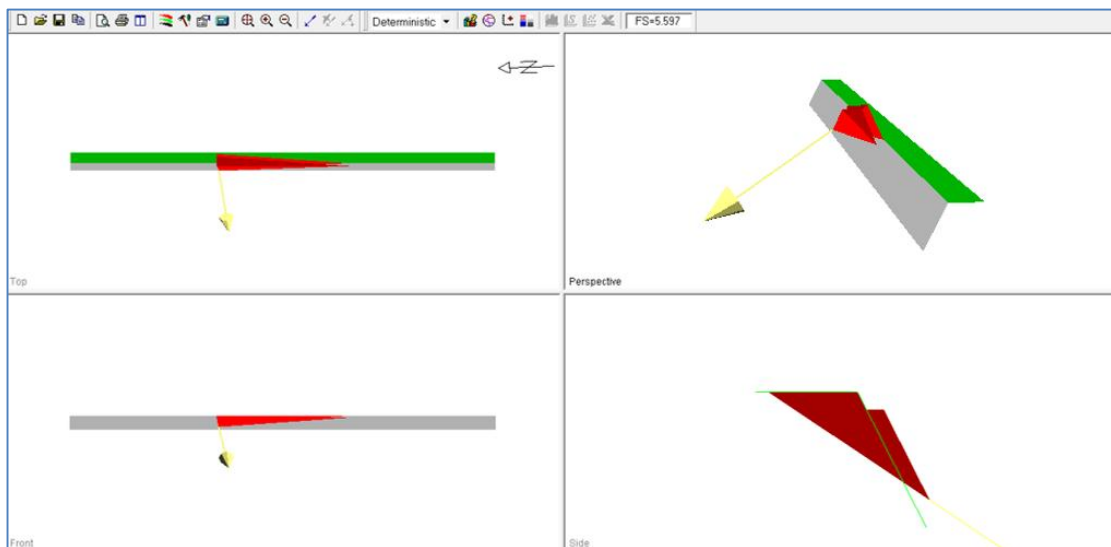 Deterministic FS=5.597
Z
Top
Perspective
Front
Side